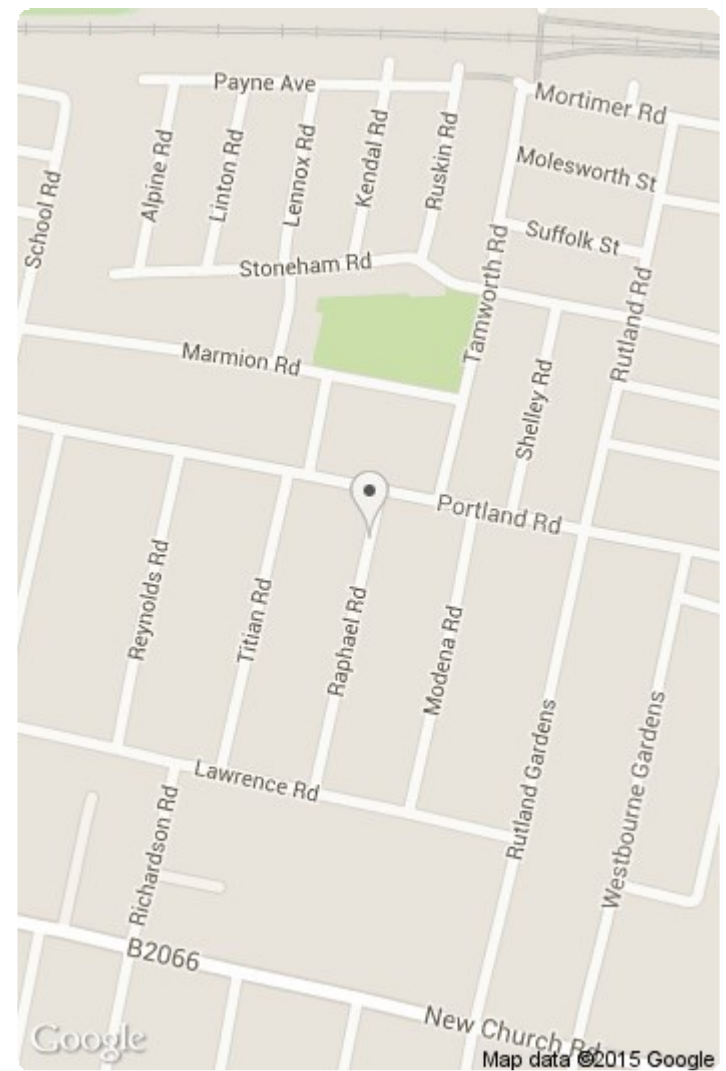 Payne Ave
Mortimer Rd
Alpine Rd
Linton Rd
Lennox Rd
Kendal Rd
Ruskin Rd
Molesworth St
School Rd
Suffolk St
Stoneham Rd
Tamworth Rd
Rutland Rd
Marmion Rd
Shelley Rd
Portland Rd
Reynolds Rd
Titian Rd
Raphael Rd
Modena Rd
Rutland Gardens
Westbourne Gardens
Lawrence Rd
Richardson Rd
B2066
New Church Rd
Google
Map data ©2015 Google